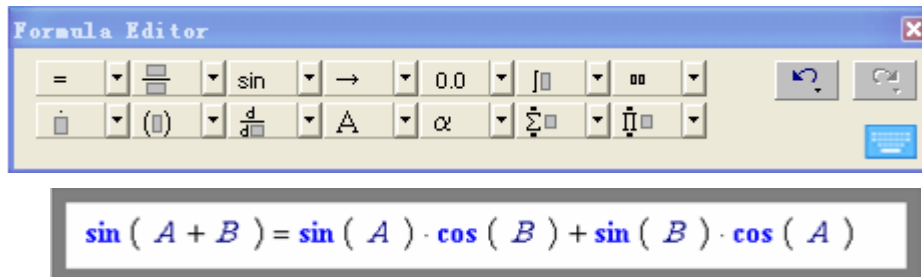 Formula Editor
= sin → 0.0 ∫
(▯) d/d▯ A α Σ Π
sin ( A + B ) = sin ( A ) · cos ( B ) + sin ( B ) · cos ( A )